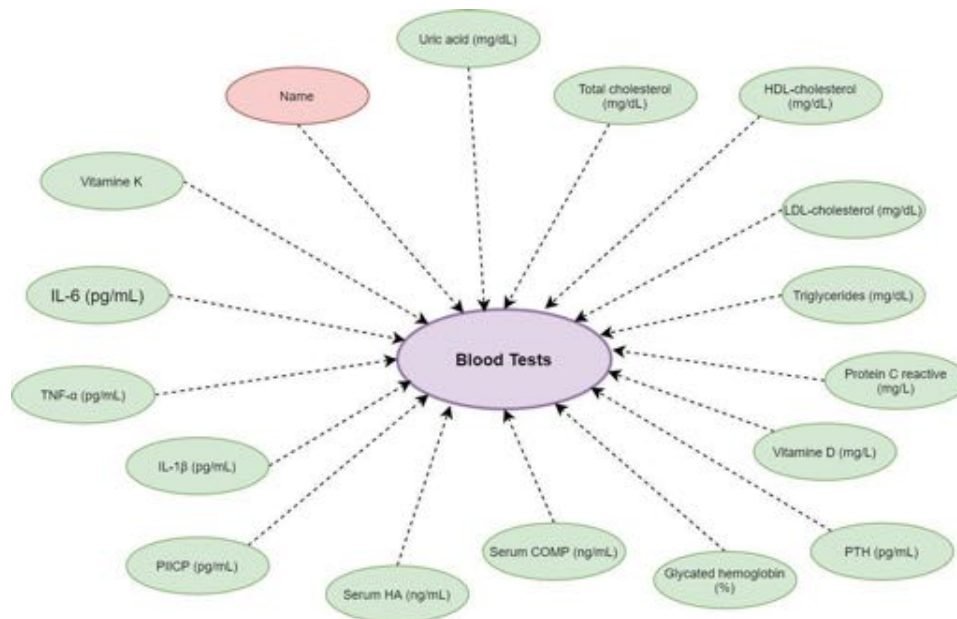 Uric acid (mg/dL)
Name
Total cholesterol
(mg/dL)
HDL-cholesterol
(mg/dL)
Vitamine K
LDL-cholesterol (mg/dL)
IL-6 (pg/mL)
Triglycerides (mg/dL)
Blood Tests
TNF-α (pg/mL)
Protein C reactive
(mg/L)
IL-1β (pg/mL)
Vitamine D (mg/L)
PIICP (pg/mL)
Serum HA (ng/mL)
Serum COMP (ng/mL)
Glycated hemoglobin
(%)
PTH (pg/mL)